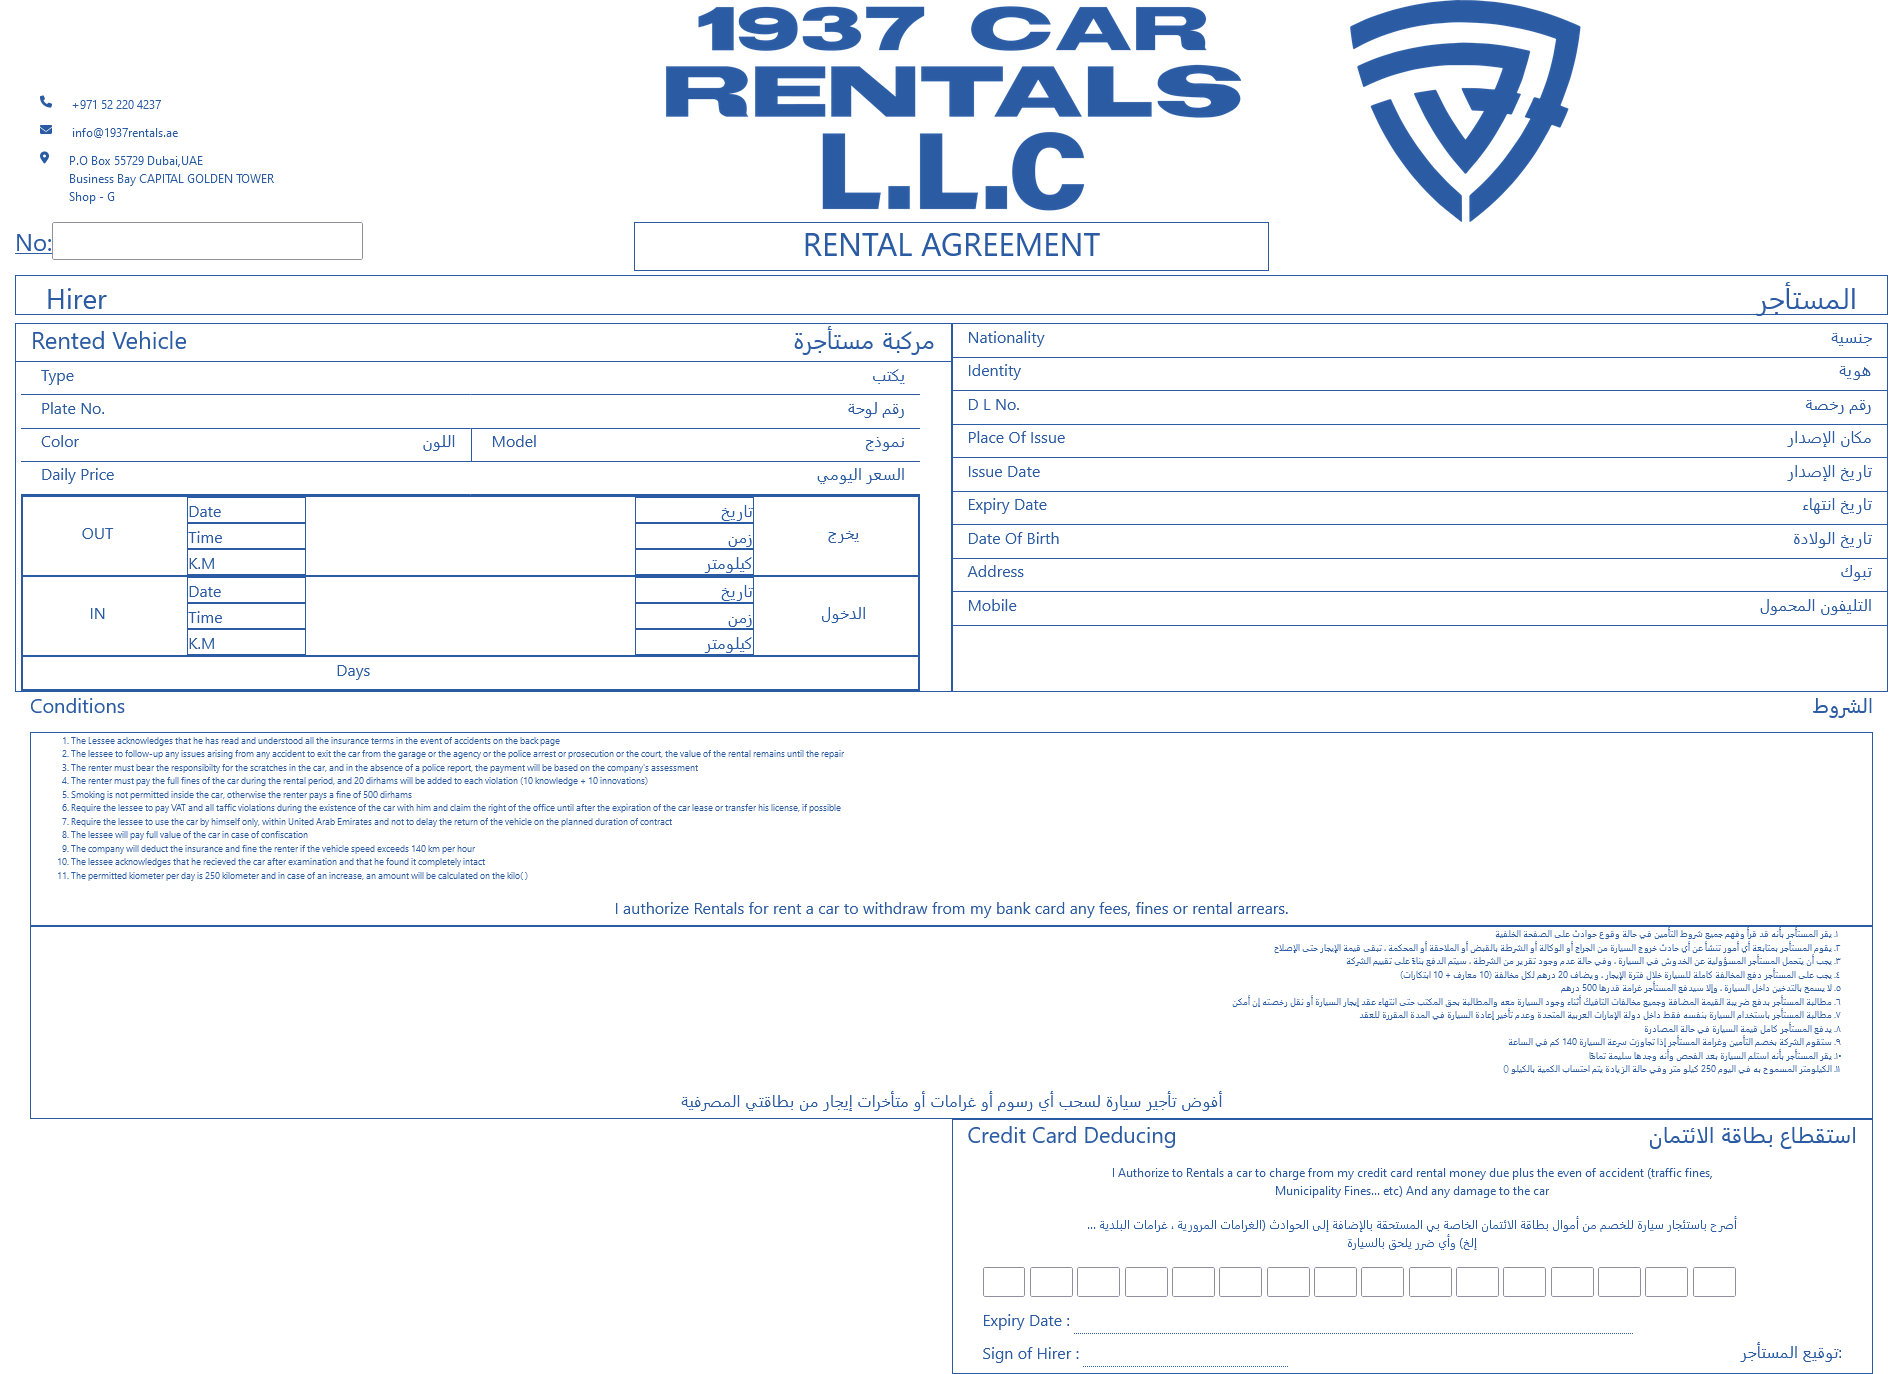 1937 CAR
RENTALS
L.L.C
+971 52 220 4237
info@1937rentals.ae
P.O Box 55729 Dubai,UAE
Business Bay CAPITAL GOLDEN TOWER
Shop - G
No:
RENTAL AGREEMENT
Hirer المستأجر
Rented Vehicle مركبة مستأجرة
Type يكتب
Plate No. رقم لوحة
Color اللون Model نموذج
Daily Price السعر اليومي
OUT
Date تاريخ
Time زمن
K.M كيلومتر
يخرج
IN
Date تاريخ
Time زمن
K.M كيلومتر
الدخول
Days
Nationality جنسية
Identity هوية
D L No. رقم رخصة
Place Of Issue مكان الإصدار
Issue Date تاريخ الإصدار
Expiry Date تاريخ انتهاء
Date Of Birth تاريخ الولادة
Address تبوك
Mobile التليفون المحمول
Conditions الشروط
1. The Lessee acknowledges that he has read and understood all the insurance terms in the event of accidents on the back page
2. The lessee to follow-up any issues arising from any accident to exit the car from the garage or the agency or the police arrest or prosecution or the court, the value of the rental remains until the repair
3. The renter must bear the responsibilty for the scratches in the car, and in the absence of a police report, the payment will be based on the company's assessment
4. The renter must pay the full fines of the car during the rental period, and 20 dirhams will be added to each violation (10 knowledge + 10 innovations)
5. Smoking is not permitted inside the car, otherwise the renter pays a fine of 500 dirhams
6. Require the lessee to pay VAT and all taffic violations during the existence of the car with him and claim the right of the office until after the expiration of the car lease or transfer his license, if possible
7. Require the lessee to use the car by himself only, within United Arab Emirates and not to delay the return of the vehicle on the planned duration of contract
8. The lessee will pay full value of the car in case of confiscation
9. The company will deduct the insurance and fine the renter if the vehicle speed exceeds 140 km per hour
10. The lessee acknowledges that he recieved the car after examination and that he found it completely intact
11. The permitted kiometer per day is 250 kilometer and in case of an increase, an amount will be calculated on the kilo( )
I authorize Rentals for rent a car to withdraw from my bank card any fees, fines or rental arrears.
١. يقر المستأجر بأنه قد قرأ وفهم جميع شروط التأمين في حالة وقوع حوادث على الصفحة الخلفية
٢. يقوم المستأجر بمتابعة أي أمور تنشأ عن أي حادث خروج السيارة من الجراج أو الوكالة أو الشرطة بالقبض أو الملاحقة أو المحكمة ، تبقى قيمة الإيجار حتى الإصلاح
٣. يجب أن يتحمل المستأجر المسؤولية عن الخدوش في السيارة ، وفي حالة عدم وجود تقرير من الشرطة ، سيتم الدفع بناءً على تقييم الشركة
٤. يجب على المستأجر دفع المخالفة كاملة للسيارة خلال فترة الإيجار ، ويضاف 20 درهم لكل مخالفة (10 معارف + 10 ابتكارات)
٥. لا يسمح بالتدخين داخل السيارة ، وإلا سيدفع المستأجر غرامة قدرها 500 درهم
٦. مطالبة المستأجر بدفع ضريبة القيمة المضافة وجميع مخالفات التافيك أثناء وجود السيارة معه والمطالبة بحق المكتب حتى انتهاء عقد إيجار السيارة أو نقل رخصته إن أمكن
٧. مطالبة المستأجر باستخدام السيارة بنفسه فقط داخل دولة الإمارات العربية المتحدة وعدم تأخير إعادة السيارة في المدة المقررة للعقد
٨. يدفع المستأجر كامل قيمة السيارة في حالة المصادرة
٩. ستقوم الشركة بخصم التأمين وغرامة المستأجر إذا تجاوزت سرعة السيارة 140 كم في الساعة
١٠. يقر المستأجر بأنه استلم السيارة بعد الفحص وأنه وجدها سليمة تمامًا
١١. الكيلومتر المسموح به في اليوم 250 كيلو متر وفي حالة الزيادة يتم احتساب الكمية بالكيلو ()
أفوض تأجير سيارة لسحب أي رسوم أو غرامات أو متأخرات إيجار من بطاقتي المصرفية
Credit Card Deducing استقطاع بطاقة الائتمان
I Authorize to Rentals a car to charge from my credit card rental money due plus the even of accident (traffic fines,
Municipality Fines... etc) And any damage to the car
أصرح باستئجار سيارة للخصم من أموال بطاقة الائتمان الخاصة بي المستحقة بالإضافة إلى الحوادث (الغرامات المرورية ، غرامات البلدية ...
إلخ) وأي ضرر يلحق بالسيارة
Expiry Date :
Sign of Hirer : توقيع المستأجر: